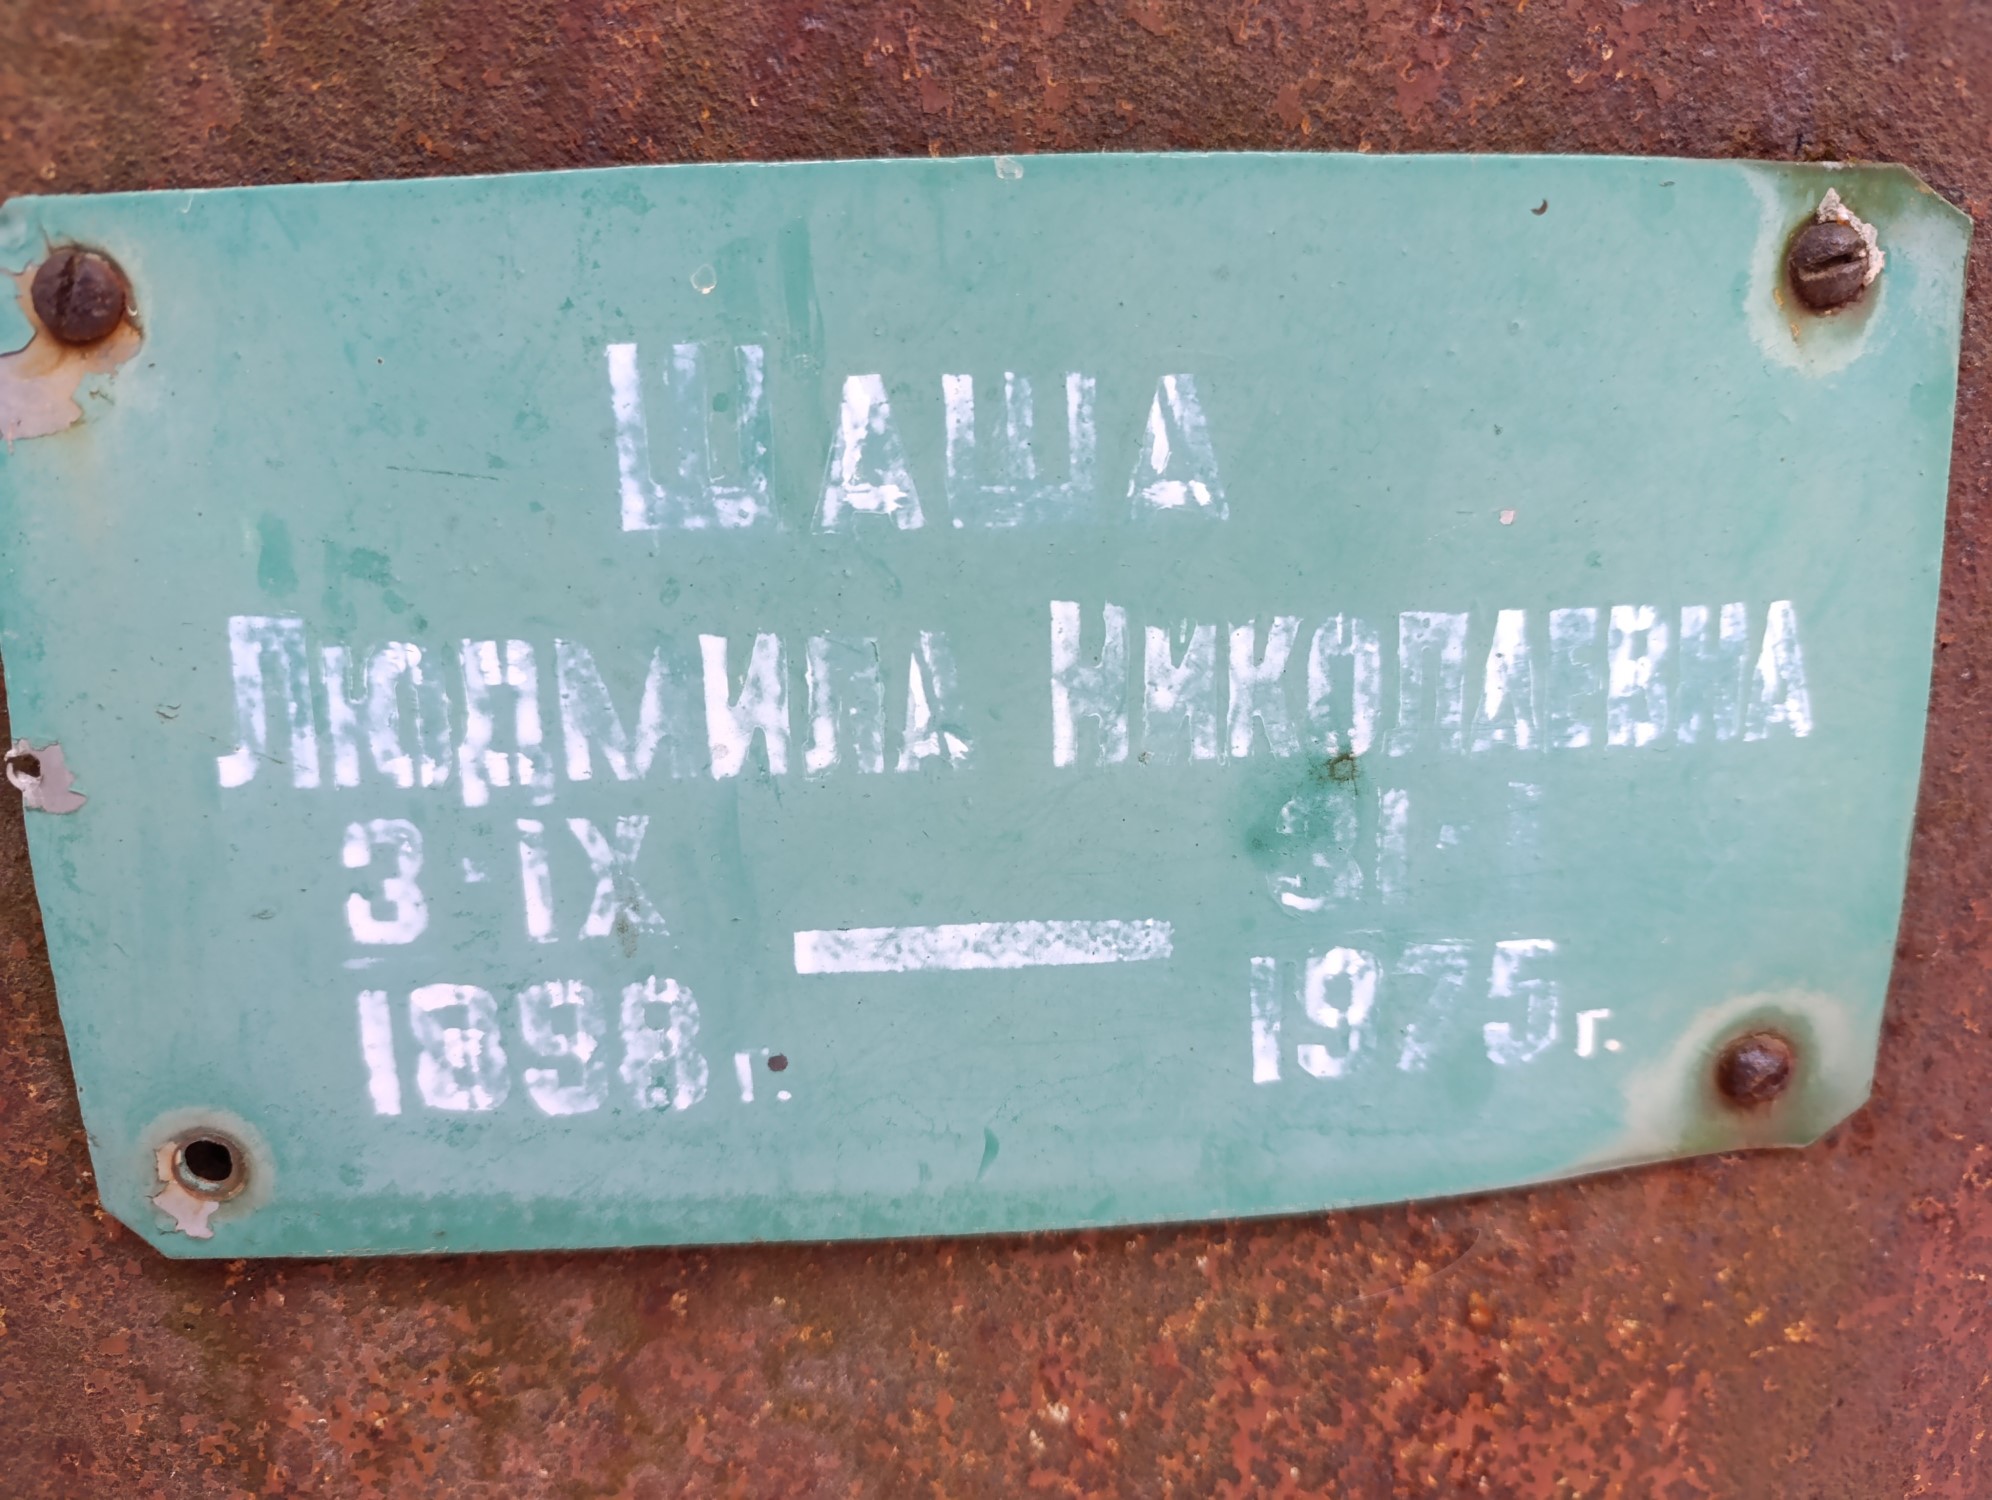 Шаша
Людмила Николаевна
3-IX 31-
1898 г. — 1975 г.